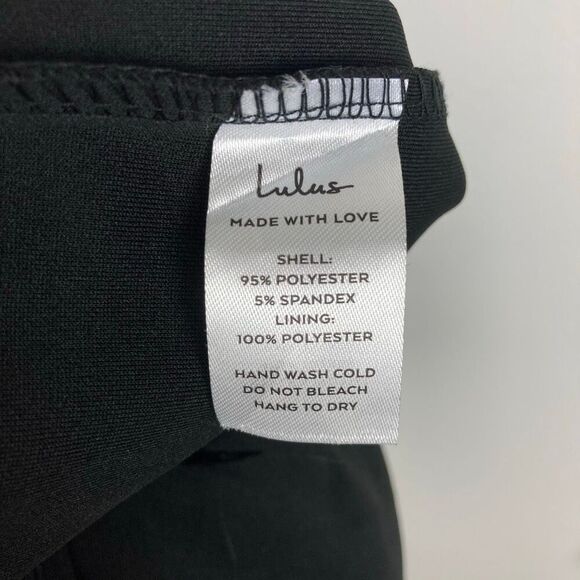 Lulus
MADE WITH LOVE
SHELL:
95% POLYESTER
5% SPANDEX
LINING:
100% POLYESTER
HAND WASH COLD
DO NOT BLEACH
HANG TO DRY